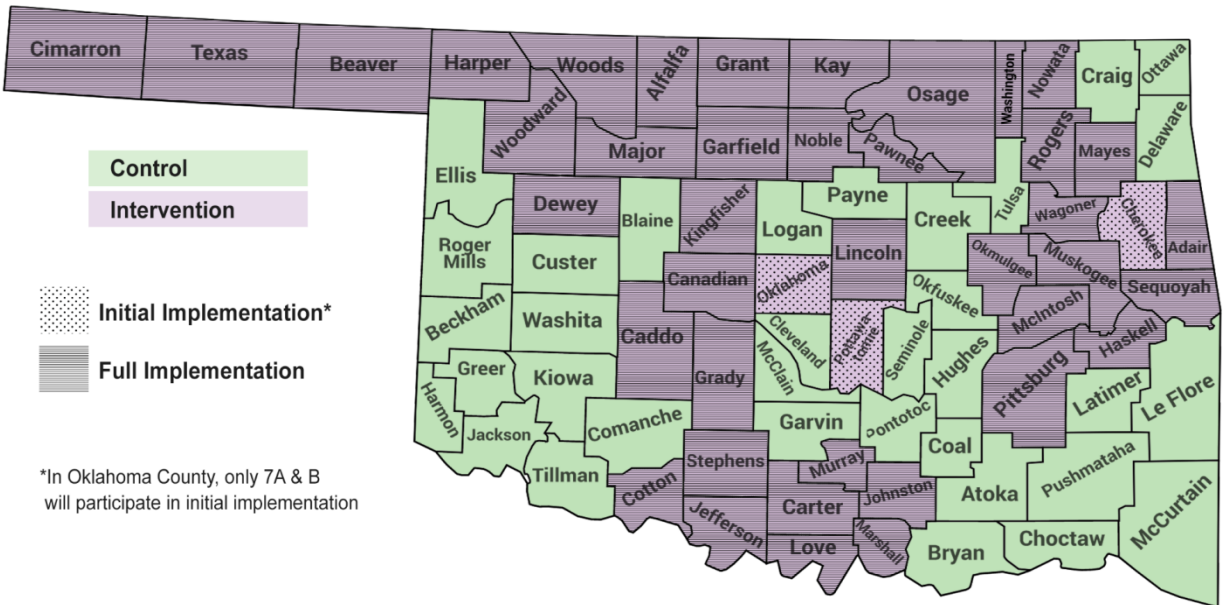 Cimarron
Texas
Beaver
Harper
Woods
Alfalfa
Grant
Kay
Osage
Washington
Nowata
Craig
Ottawa
Woodward
Major
Garfield
Noble
Pawnee
Rogers
Mayes
Delaware
Control
Intervention
Ellis
Dewey
Blaine
Kingfisher
Logan
Payne
Creek
Tulsa
Wagoner
Cherokee
Adair
Roger
Mills
Custer
Canadian
Oklahoma
Lincoln
Okmulgee
Muskogee
Sequoyah
Initial Implementation*
Full Implementation
Beckham
Washita
Caddo
Grady
Cleveland
McClain
Pottawa-
tomie
Seminole
Okfuskee
Hughes
McIntosh
Haskell
Pittsburg
Latimer
Le Flore
Harmon
Greer
Kiowa
Jackson
Comanche
Garvin
Pontotoc
Coal
Tillman
Cotton
Stephens
Murray
Carter
Johnston
Atoka
Pushmataha
McCurtain
Jefferson
Love
Marshall
Bryan
Choctaw
*In Oklahoma County, only 7A & B
will participate in initial implementation